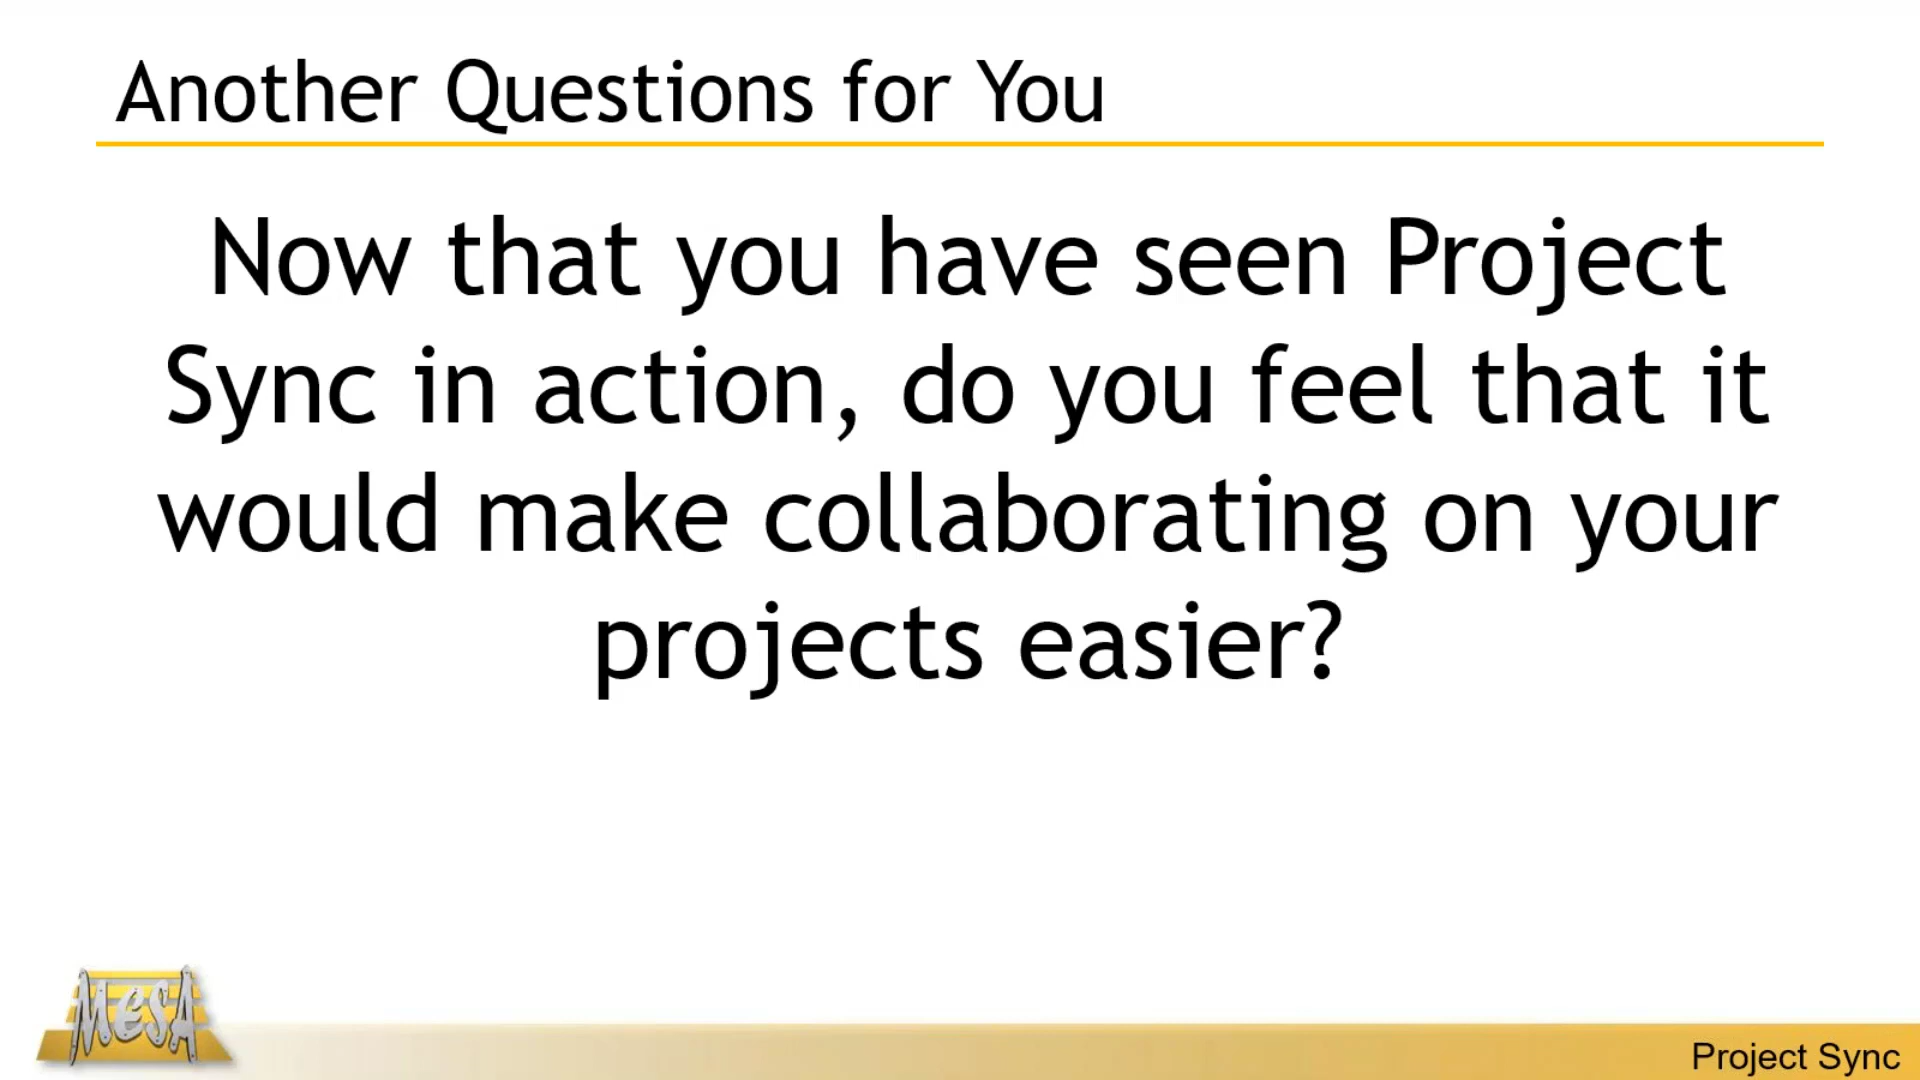 Another Questions for You
Now that you have seen Project
Sync in action, do you feel that it
would make collaborating on your
projects easier?
MESA
Project Sync